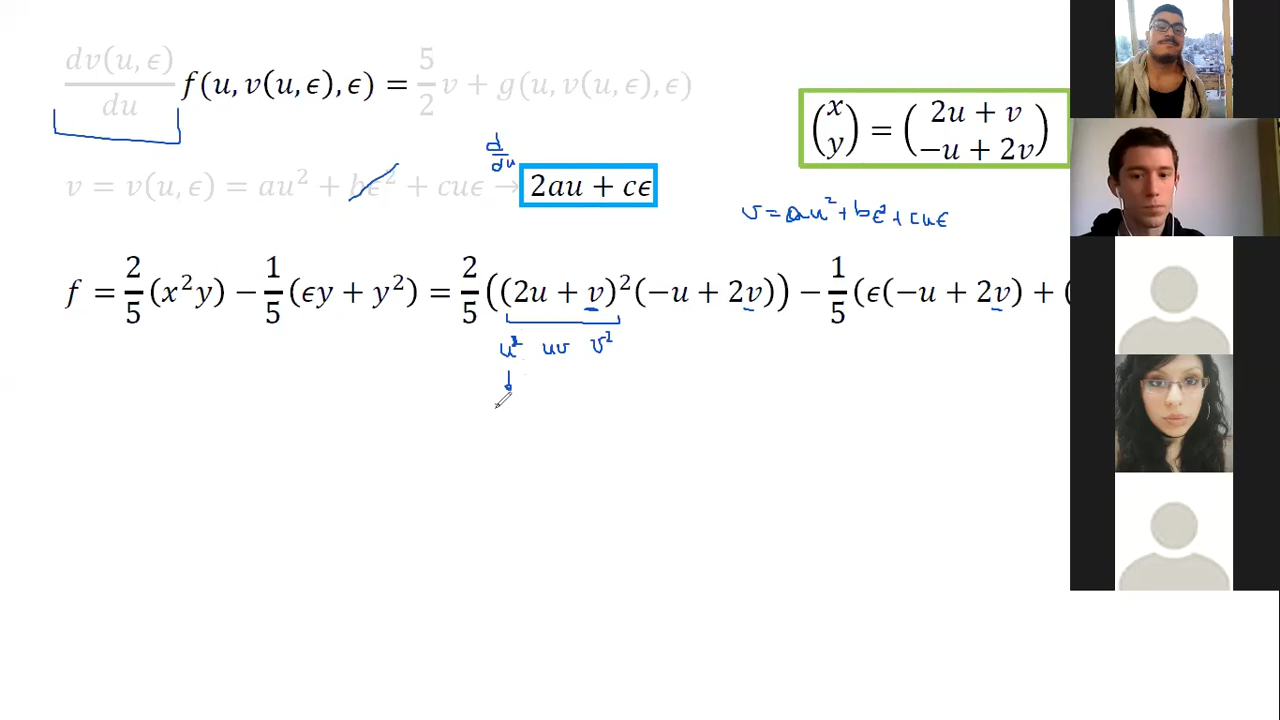 dv(u, ϵ)
du
f(u, v(u, ϵ), ϵ) = 5/2 v + g(u, v(u, ϵ), ϵ)
(x y) = (2u + v −u + 2v)
d
du
v = v(u, ϵ) = au² + bϵ² + cuϵ → 2au + cϵ
v = au² + bϵ² + cuϵ
f = 2/5 (x²y) − 1/5 (ϵy + y²) = 2/5 ((2u + v)²(−u + 2v)) − 1/5 (ϵ(−u + 2v) + (
u² uv v²